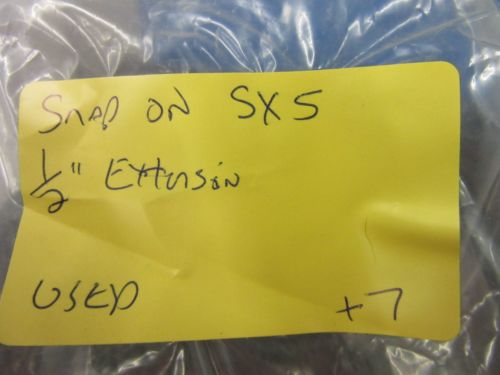 SNAP ON SX5
1/2" Extension
USED +7